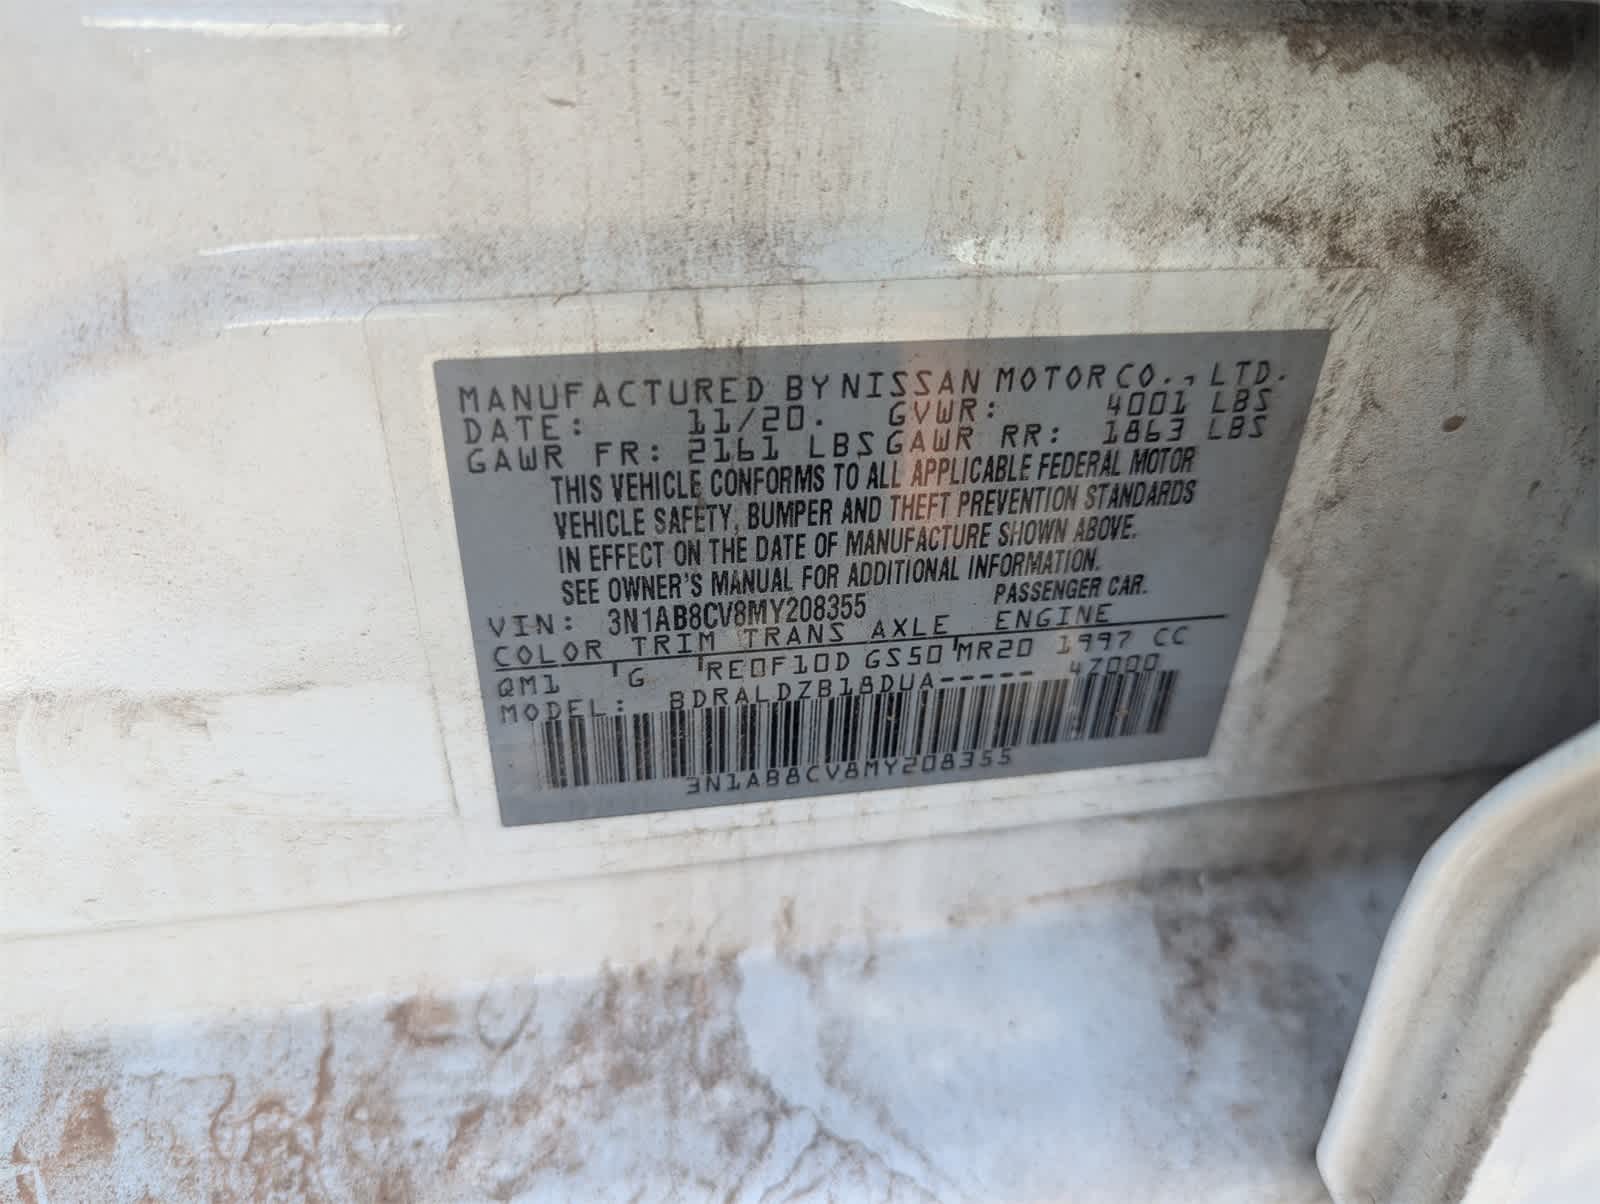 MANUFACTURED BY NISSAN MOTOR CO., LTD.
DATE: 11/20. GVWR: 4001 LBS
GAWR FR: 2161 LBS GAWR RR: 1863 LBS
THIS VEHICLE CONFORMS TO ALL APPLICABLE FEDERAL MOTOR
VEHICLE SAFETY, BUMPER AND THEFT PREVENTION STANDARDS
IN EFFECT ON THE DATE OF MANUFACTURE SHOWN ABOVE.
SEE OWNER'S MANUAL FOR ADDITIONAL INFORMATION.
PASSENGER CAR.
VIN: 3N1AB8CV8MY208355
COLOR TRIM TRANS AXLE ENGINE
QM1 G RE0F10D GS50 MR20 1997 CC
MODEL: BDRALDZB18DUA----- 47000
3N1AB8CV8MY208355